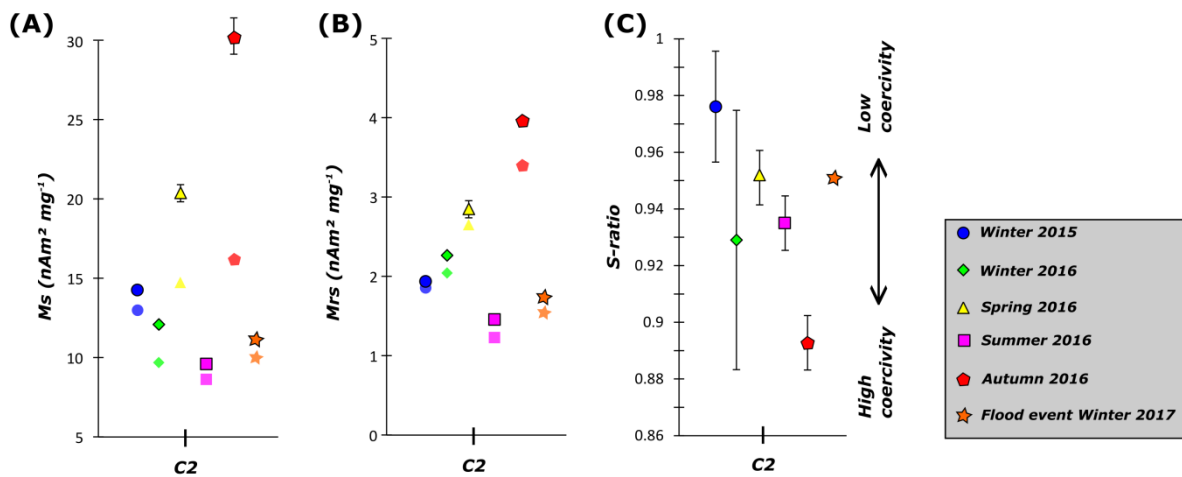 (A)
Ms (nAm² mg⁻¹)
30
25
20
15
10
5
C2
(B)
Mrs (nAm² mg⁻¹)
5
4
3
2
1
0
C2
(C)
S-ratio
1
0.98
0.96
0.94
0.92
0.9
0.88
0.86
C2
Low
coercivity
High
coercivity
Winter 2015
Winter 2016
Spring 2016
Summer 2016
Autumn 2016
Flood event Winter 2017